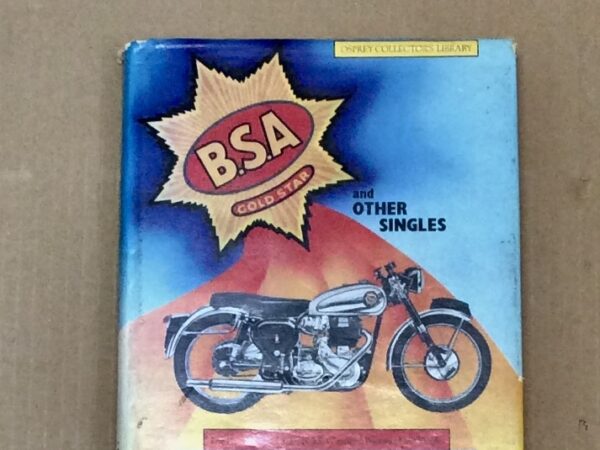 OSPREY COLLECTOR'S LIBRARY
B.S.A
GOLD STAR
and
OTHER
SINGLES